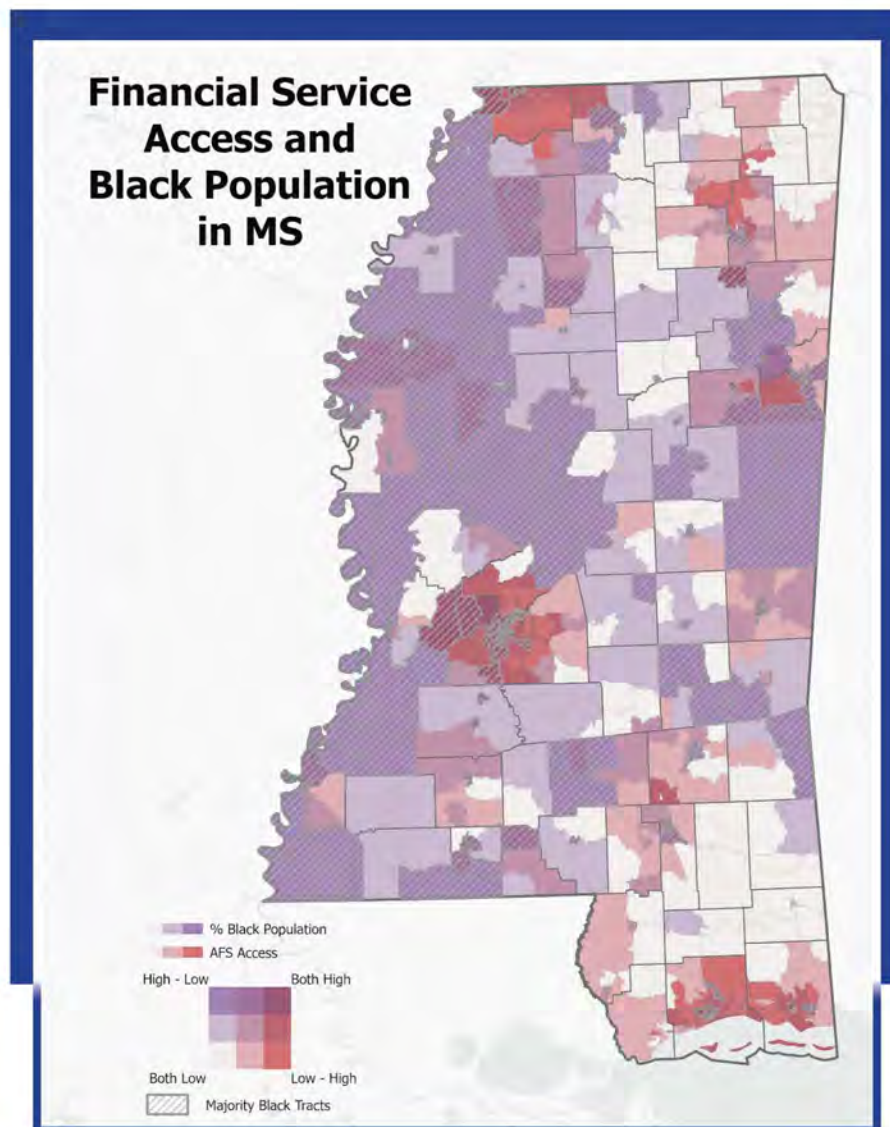 Financial Service
Access and
Black Population
in MS
% Black Population
AFS Access
High - Low
Both High
Both Low
Low - High
Majority Black Tracts